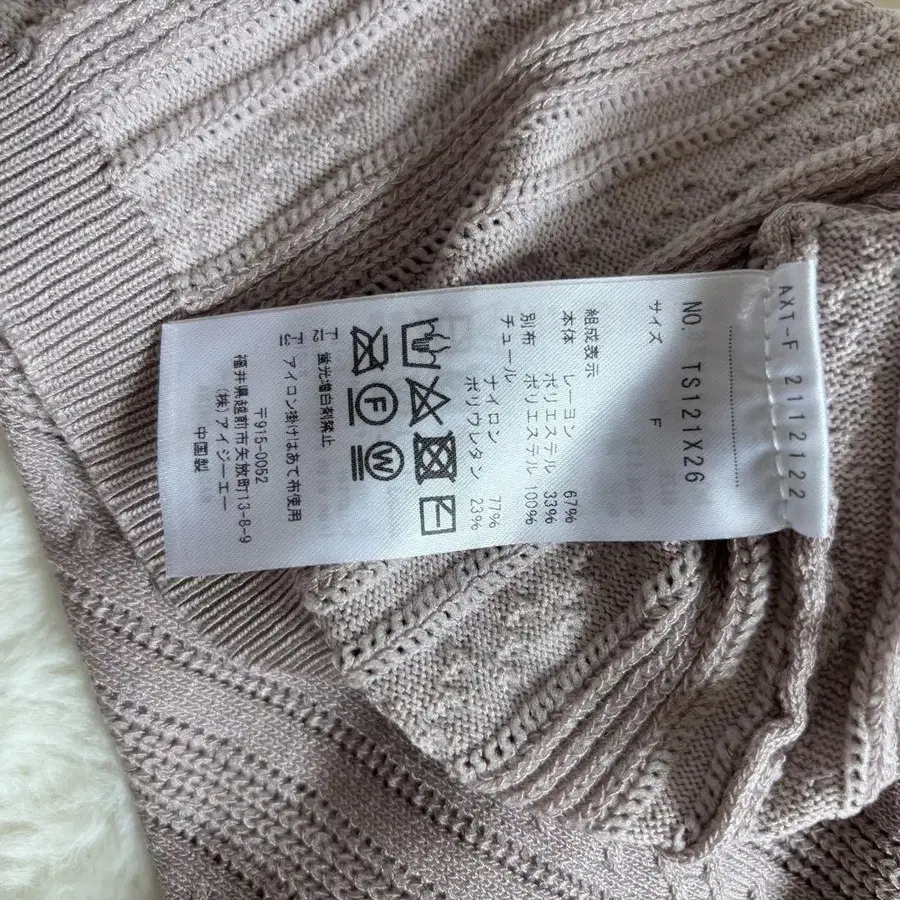 AXT-F 2112122
NO. TS121X26
サイズ F
組成表示
本体 レーヨン 67%
ポリエステル 33%
別布 ポリエステル 100%
チュール ナイロン 77%
ポリウレタン 23%
F W
蛍光増白剤禁止
アイコン掛けはあて布使用
〒915-0052
福井県越前市矢放町13-8-9
(株)アイジーエー
中国製